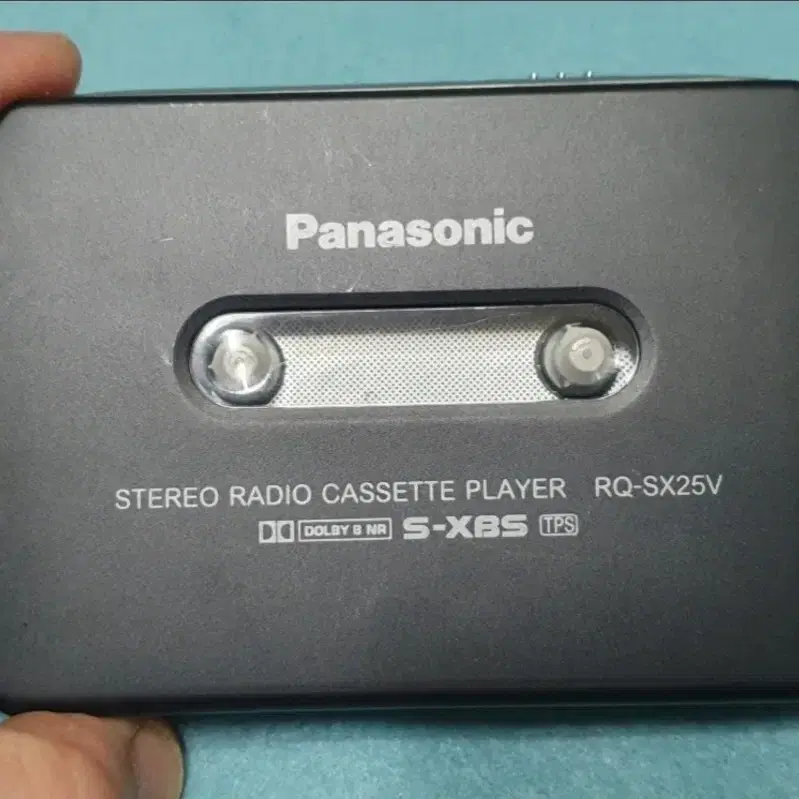 Panasonic
STEREO RADIO CASSETTE PLAYER RQ-SX25V
DOLBY B NR S-XBS TPS